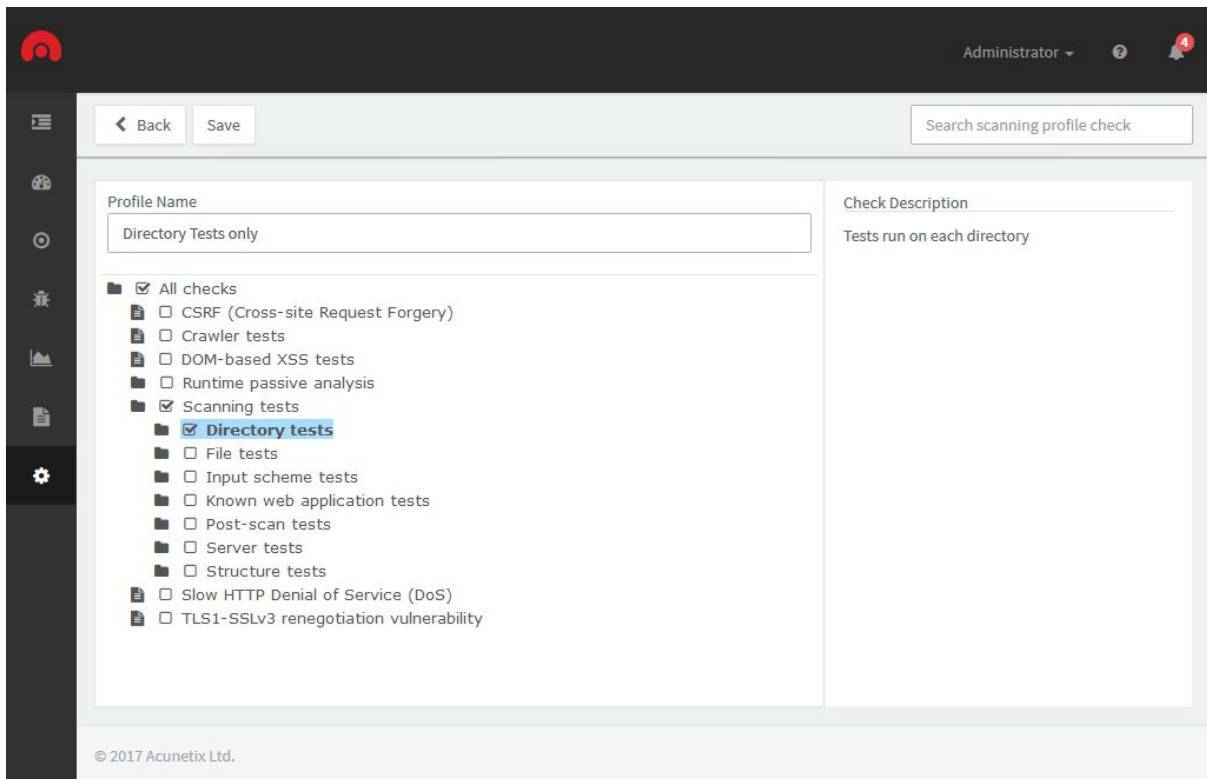 Administrator
4
Back
Save
Search scanning profile check
Profile Name
Directory Tests only
Check Description
Tests run on each directory
All checks
CSRF (Cross-site Request Forgery)
Crawler tests
DOM-based XSS tests
Runtime passive analysis
Scanning tests
Directory tests
File tests
Input scheme tests
Known web application tests
Post-scan tests
Server tests
Structure tests
Slow HTTP Denial of Service (DoS)
TLS1-SSLv3 renegotiation vulnerability
© 2017 Acunetix Ltd.